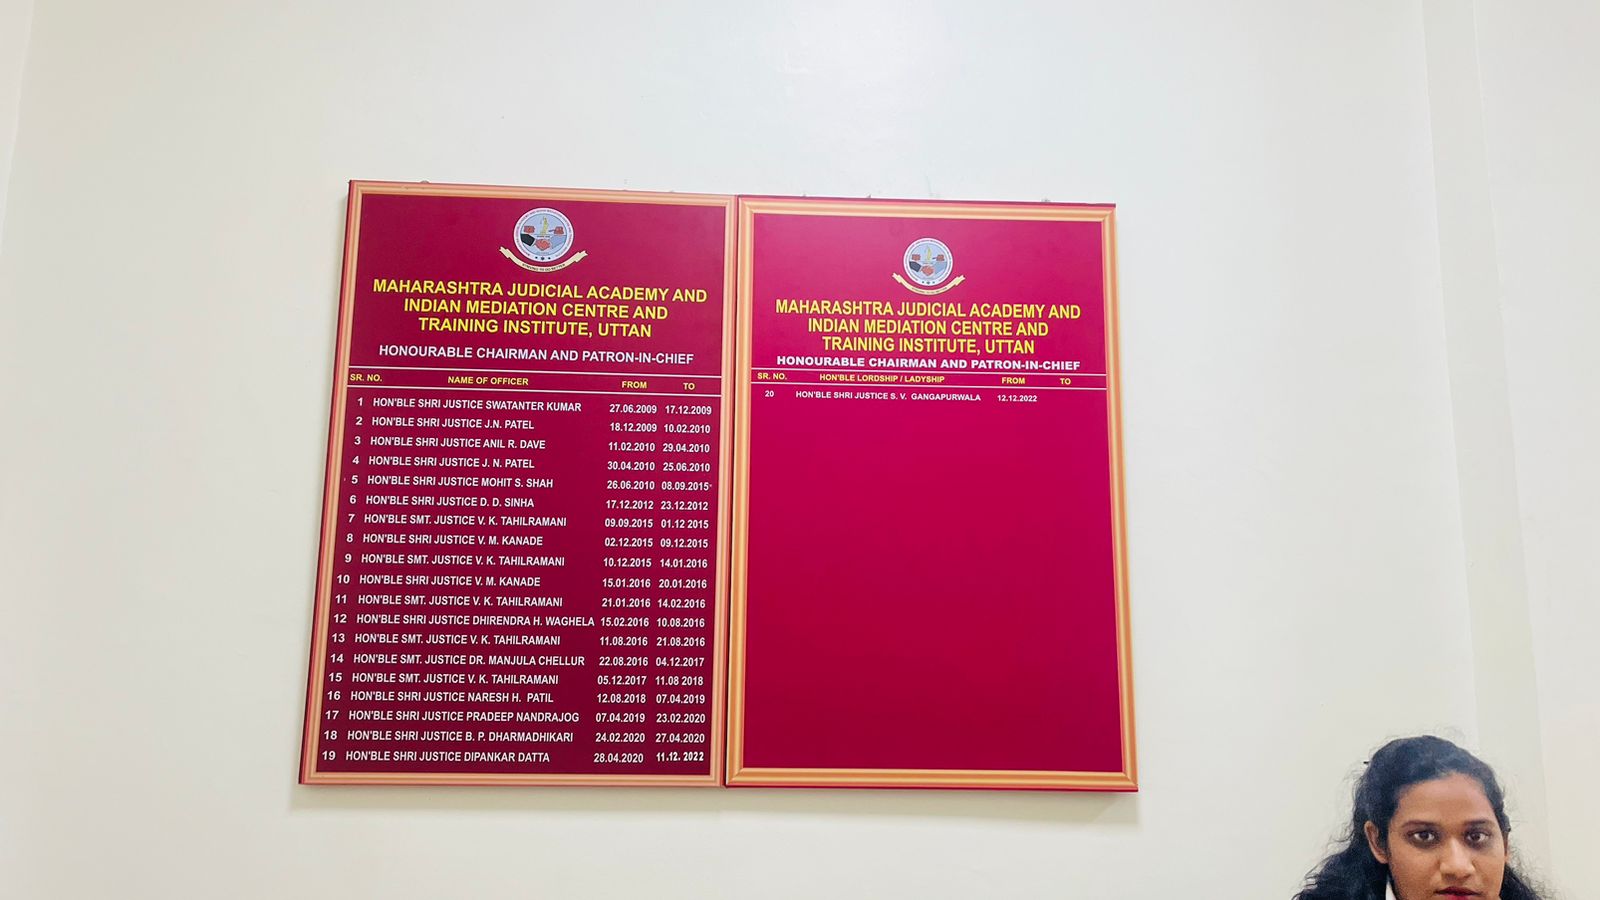 MAHARASHTRA JUDICIAL ACADEMY AND
INDIAN MEDIATION CENTRE AND
TRAINING INSTITUTE, UTTAN
HONOURABLE CHAIRMAN AND PATRON-IN-CHIEF
SR. NO. NAME OF OFFICER FROM TO
1 HON'BLE SHRI JUSTICE SWATANTER KUMAR 27.06.2009 17.12.2009
2 HON'BLE SHRI JUSTICE J.N. PATEL 18.12.2009 10.02.2010
3 HON'BLE SHRI JUSTICE ANIL R. DAVE 11.02.2010 29.04.2010
4 HON'BLE SHRI JUSTICE J. N. PATEL 30.04.2010 25.06.2010
5 HON'BLE SHRI JUSTICE MOHIT S. SHAH 26.06.2010 08.09.2015
6 HON'BLE SHRI JUSTICE D. D. SINHA 17.12.2012 23.12.2012
7 HON'BLE SMT. JUSTICE V. K. TAHILRAMANI 09.09.2015 01.12 2015
8 HON'BLE SHRI JUSTICE V. M. KANADE 02.12.2015 09.12.2015
9 HON'BLE SMT. JUSTICE V. K. TAHILRAMANI 10.12.2015 14.01.2016
10 HON'BLE SHRI JUSTICE V. M. KANADE 15.01.2016 20.01.2016
11 HON'BLE SMT. JUSTICE V. K. TAHILRAMANI 21.01.2016 14.02.2016
12 HON'BLE SHRI JUSTICE DHIRENDRA H. WAGHELA 15.02.2016 10.08.2016
13 HON'BLE SMT. JUSTICE V. K. TAHILRAMANI 11.08.2016 21.08.2016
14 HON'BLE SMT. JUSTICE DR. MANJULA CHELLUR 22.08.2016 04.12.2017
15 HON'BLE SMT. JUSTICE V. K. TAHILRAMANI 05.12.2017 11.08 2018
16 HON'BLE SHRI JUSTICE NARESH H. PATIL 12.08.2018 07.04.2019
17 HON'BLE SHRI JUSTICE PRADEEP NANDRAJOG 07.04.2019 23.02.2020
18 HON'BLE SHRI JUSTICE B. P. DHARMADHIKARI 24.02.2020 27.04.2020
19 HON'BLE SHRI JUSTICE DIPANKAR DATTA 28.04.2020 11.12.2022
MAHARASHTRA JUDICIAL ACADEMY AND
INDIAN MEDIATION CENTRE AND
TRAINING INSTITUTE, UTTAN
HONOURABLE CHAIRMAN AND PATRON-IN-CHIEF
SR. NO. HON'BLE LORDSHIP / LADYSHIP FROM TO
20 HON'BLE SHRI JUSTICE S. V. GANGAPURWALA 12.12.2022